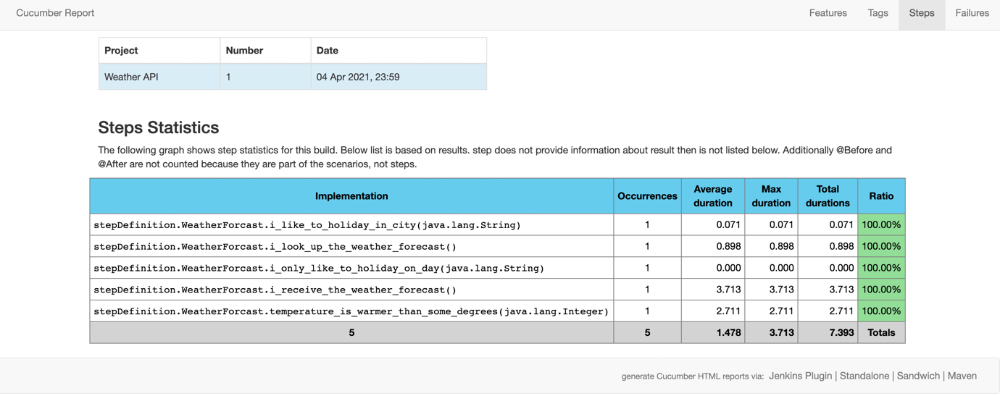 Cucumber Report Features Tags Steps Failures
Project Number Date
Weather API 1 04 Apr 2021, 23:59
Steps Statistics
The following graph shows step statistics for this build. Below list is based on results. step does not provide information about result then is not listed below. Additionally @Before and
@After are not counted because they are part of the scenarios, not steps.
Implementation Occurrences Average duration Max duration Total durations Ratio
stepDefinition.WeatherForcast.i_like_to_holiday_in_city(java.lang.String) 1 0.071 0.071 0.071 100.00%
stepDefinition.WeatherForcast.i_look_up_the_weather_forecast() 1 0.898 0.898 0.898 100.00%
stepDefinition.WeatherForcast.i_only_like_to_holiday_on_day(java.lang.String) 1 0.000 0.000 0.000 100.00%
stepDefinition.WeatherForcast.i_receive_the_weather_forecast() 1 3.713 3.713 3.713 100.00%
stepDefinition.WeatherForcast.temperature_is_warmer_than_some_degrees(java.lang.Integer) 1 2.711 2.711 2.711 100.00%
5 5 1.478 3.713 7.393 Totals
generate Cucumber HTML reports via: Jenkins Plugin | Standalone | Sandwich | Maven